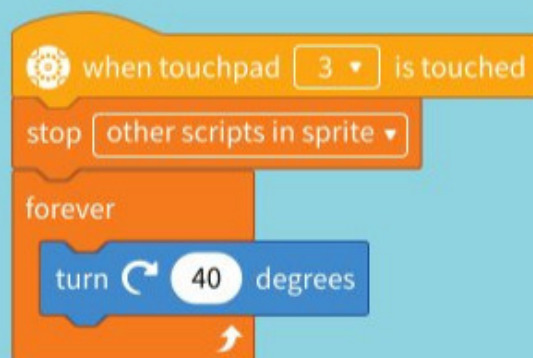 when touchpad 3 is touched
stop other scripts in sprite
forever
turn 40 degrees